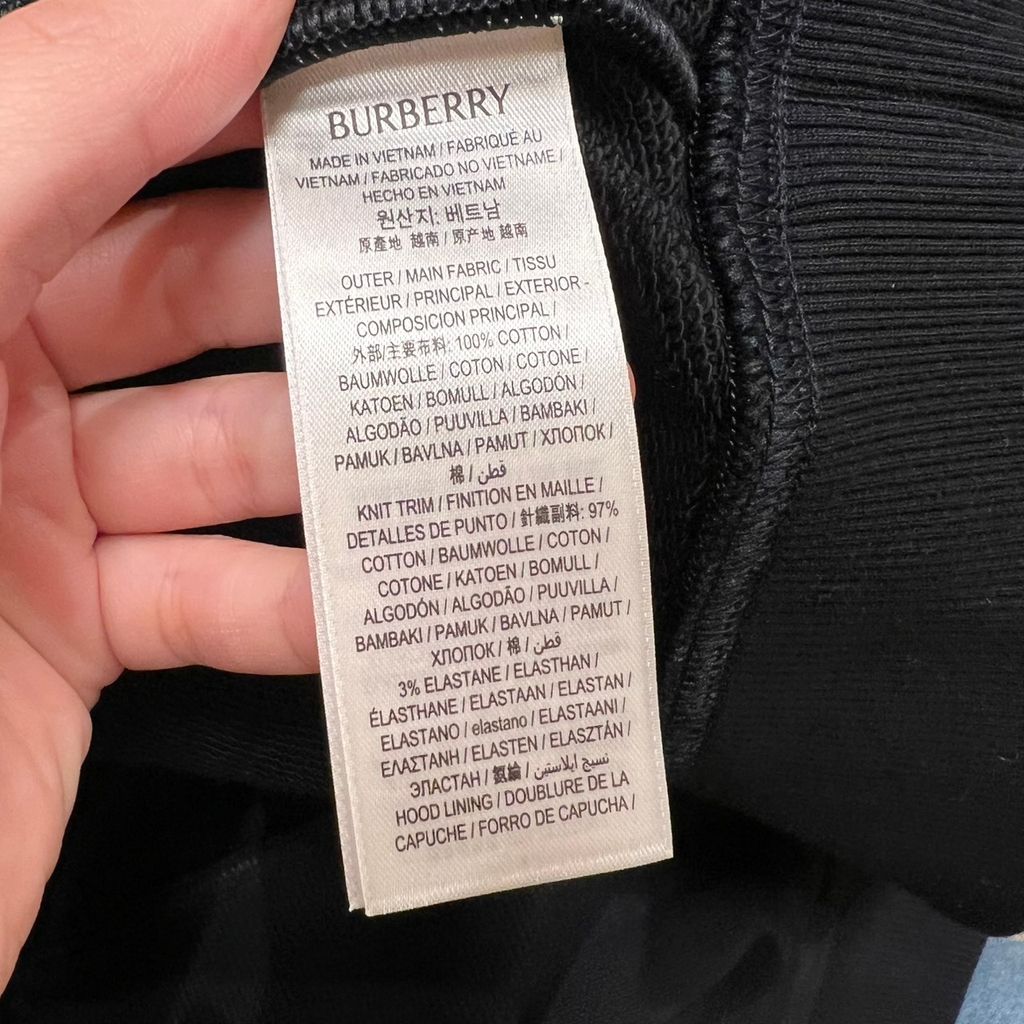 BURBERRY
MADE IN VIETNAM / FABRIQUÉ AU
VIETNAM / FABRICADO NO VIETNAME /
HECHO EN VIETNAM
원산지: 베트남
原產地 越南 / 原产地 越南
OUTER / MAIN FABRIC / TISSU
EXTÉRIEUR / PRINCIPAL / EXTERIOR -
COMPOSICION PRINCIPAL /
外部/主要布料: 100% COTTON /
BAUMWOLLE / COTON / COTONE /
KATOEN / BOMULL / ALGODÓN /
ALGODÃO / PUUVILLA / BAMBAKI /
PAMUK / BAVLNA / PAMUT / ХЛОПОК /
棉 / قطن
KNIT TRIM / FINITION EN MAILLE /
DETALLES DE PUNTO / 針織副料: 97%
COTTON / BAUMWOLLE / COTON /
COTONE / KATOEN / BOMULL /
ALGODÓN / ALGODÃO / PUUVILLA /
BAMBAKI / PAMUK / BAVLNA / PAMUT /
ХЛОПОК / 棉 / قطن
3% ELASTANE / ELASTHAN /
ÉLASTHANE / ELASTAAN / ELASTAN /
ELASTANO / elastano / ELASTAANI /
ΕΛΑΣΤΑΝΗ / ELASTEN / ELASZTÁN /
ЭЛАСТАН / 氨綸 / نسيج ايلاستين
HOOD LINING / DOUBLURE DE LA
CAPUCHE / FORRO DE CAPUCHA /